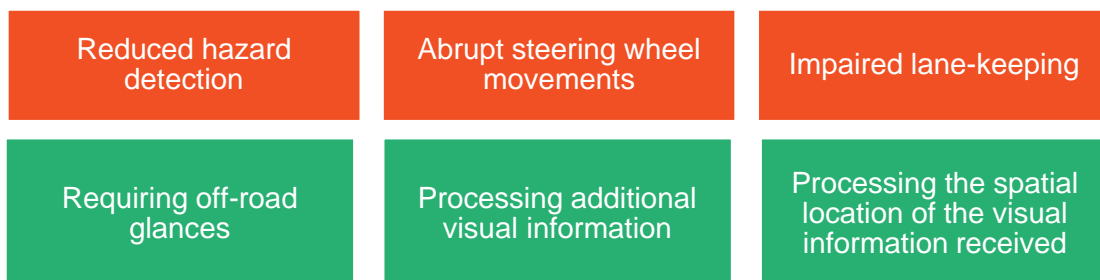 Reduced hazard
detection
Abrupt steering wheel
movements
Impaired lane-keeping
Requiring off-road
glances
Processing additional
visual information
Processing the spatial
location of the visual
information received